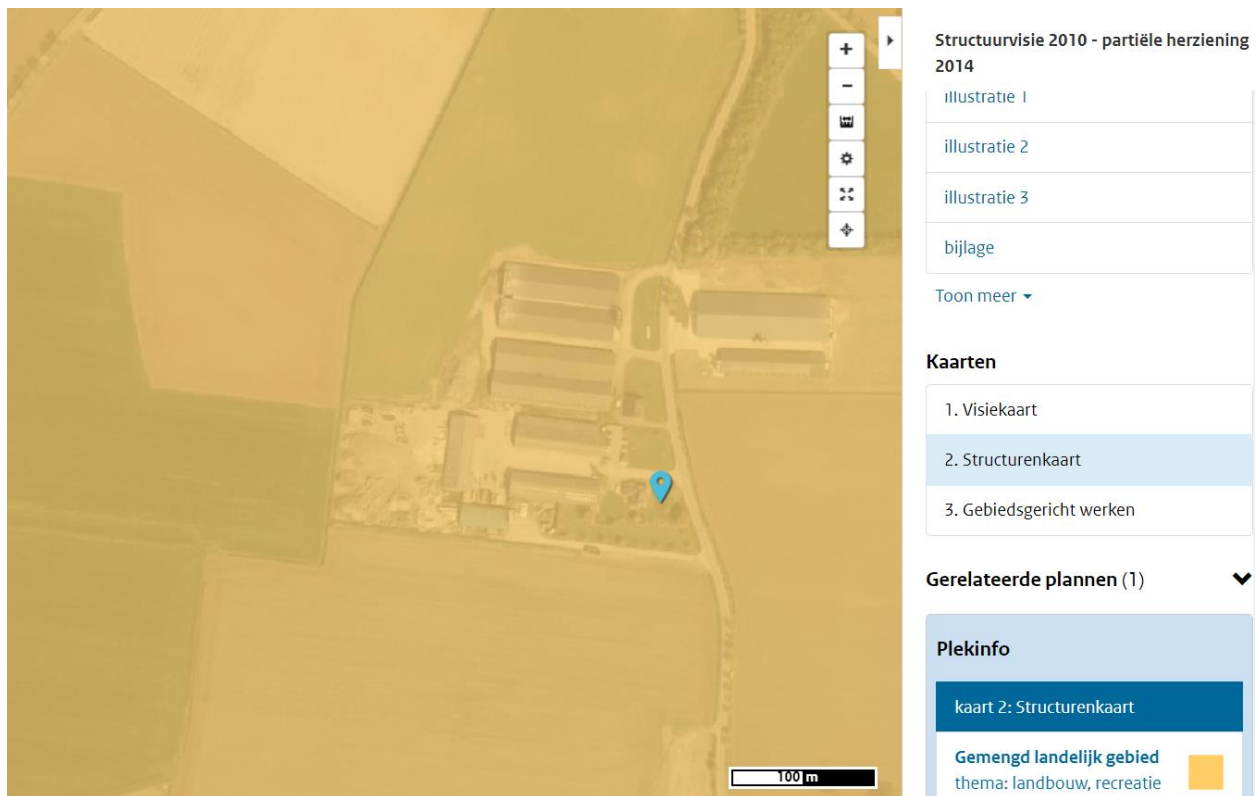 Structuurvisie 2010 - partiële herziening
2014
illustratie 1
illustratie 2
illustratie 3
bijlage
Toon meer
Kaarten
1. Visiekaart
2. Structurenkaart
3. Gebiedsgericht werken
Gerelateerde plannen (1)
Plekinfo
kaart 2: Structurenkaart
Gemengd landelijk gebied
thema: landbouw, recreatie
100 m